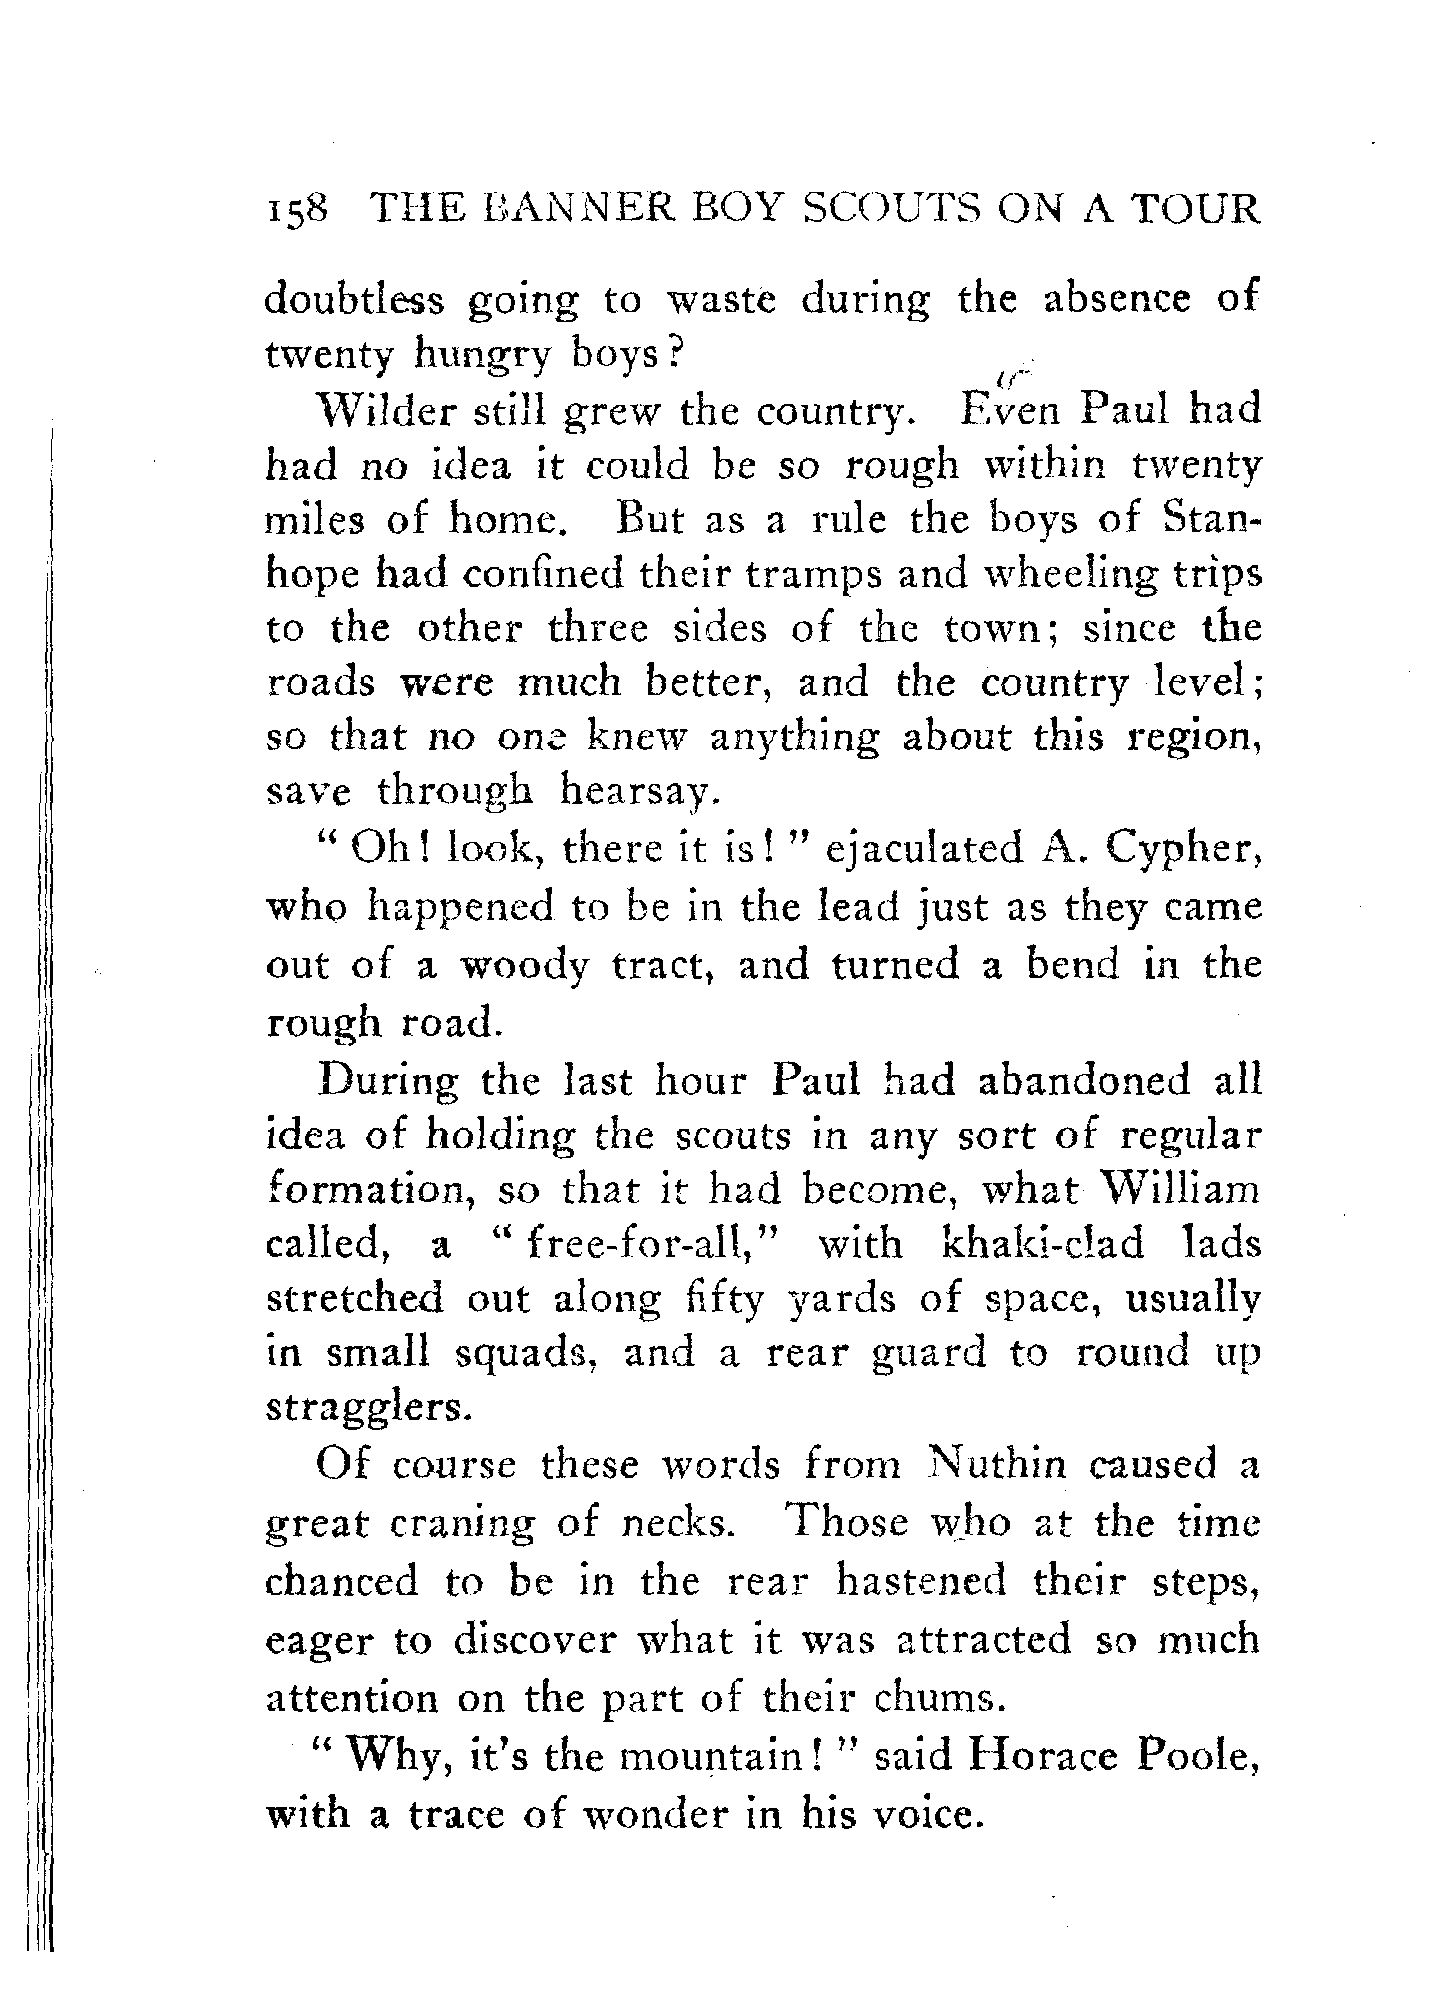 158 THE BANNER BOY SCOUTS ON A TOUR
doubtless going to waste during the absence of
twenty hungry boys?
Wilder still grew the country. Even Paul had
had no idea it could be so rough within twenty
miles of home. But as a rule the boys of Stan-
hope had confined their tramps and wheeling trips
to the other three sides of the town; since the
roads were much better, and the country level;
so that no one knew anything about this region,
save through hearsay.
“ Oh! look, there it is! ” ejaculated A. Cypher,
who happened to be in the lead just as they came
out of a woody tract, and turned a bend in the
rough road.
During the last hour Paul had abandoned all
idea of holding the scouts in any sort of regular
formation, so that it had become, what William
called, a “ free-for-all,” with khaki-clad lads
stretched out along fifty yards of space, usually
in small squads, and a rear guard to round up
stragglers.
Of course these words from Nuthin caused a
great craning of necks. Those who at the time
chanced to be in the rear hastened their steps,
eager to discover what it was attracted so much
attention on the part of their chums.
“ Why, it's the mountain! ” said Horace Poole,
with a trace of wonder in his voice.